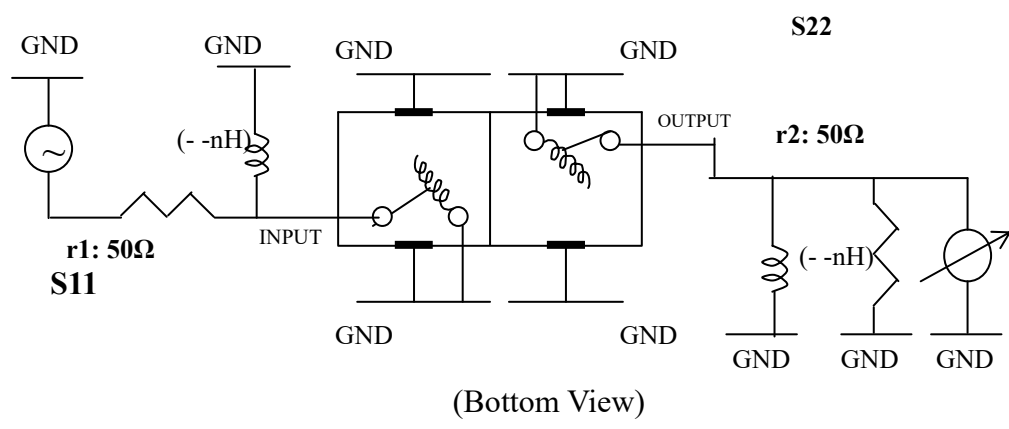 S22
GND
GND
GND
GND
(- -nH)
OUTPUT
r2: 50Ω
INPUT
r1: 50Ω
S11
(- -nH)
GND
GND
GND
GND
GND
(Bottom View)